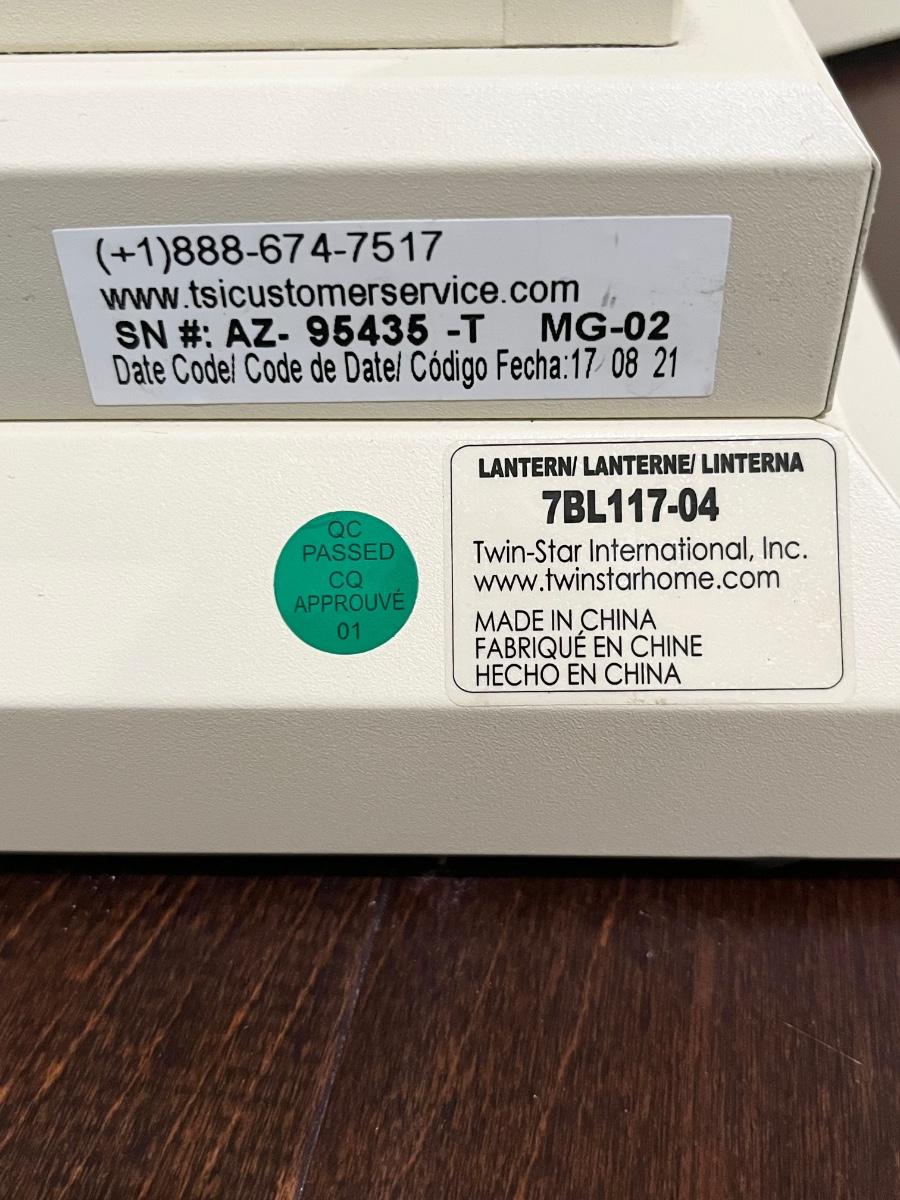 (+1)888-674-7517
www.tsicustomerservice.com
SN #: AZ- 95435 -T MG-02
Date Code/ Code de Date/ Código Fecha:17 08 21
LANTERN/ LANTERNE/ LINTERNA
7BL117-04
Twin-Star International, Inc.
www.twinstarhome.com
MADE IN CHINA
FABRIQUÉ EN CHINE
HECHO EN CHINA
QC
PASSED
CQ
APPROUVÉ
01